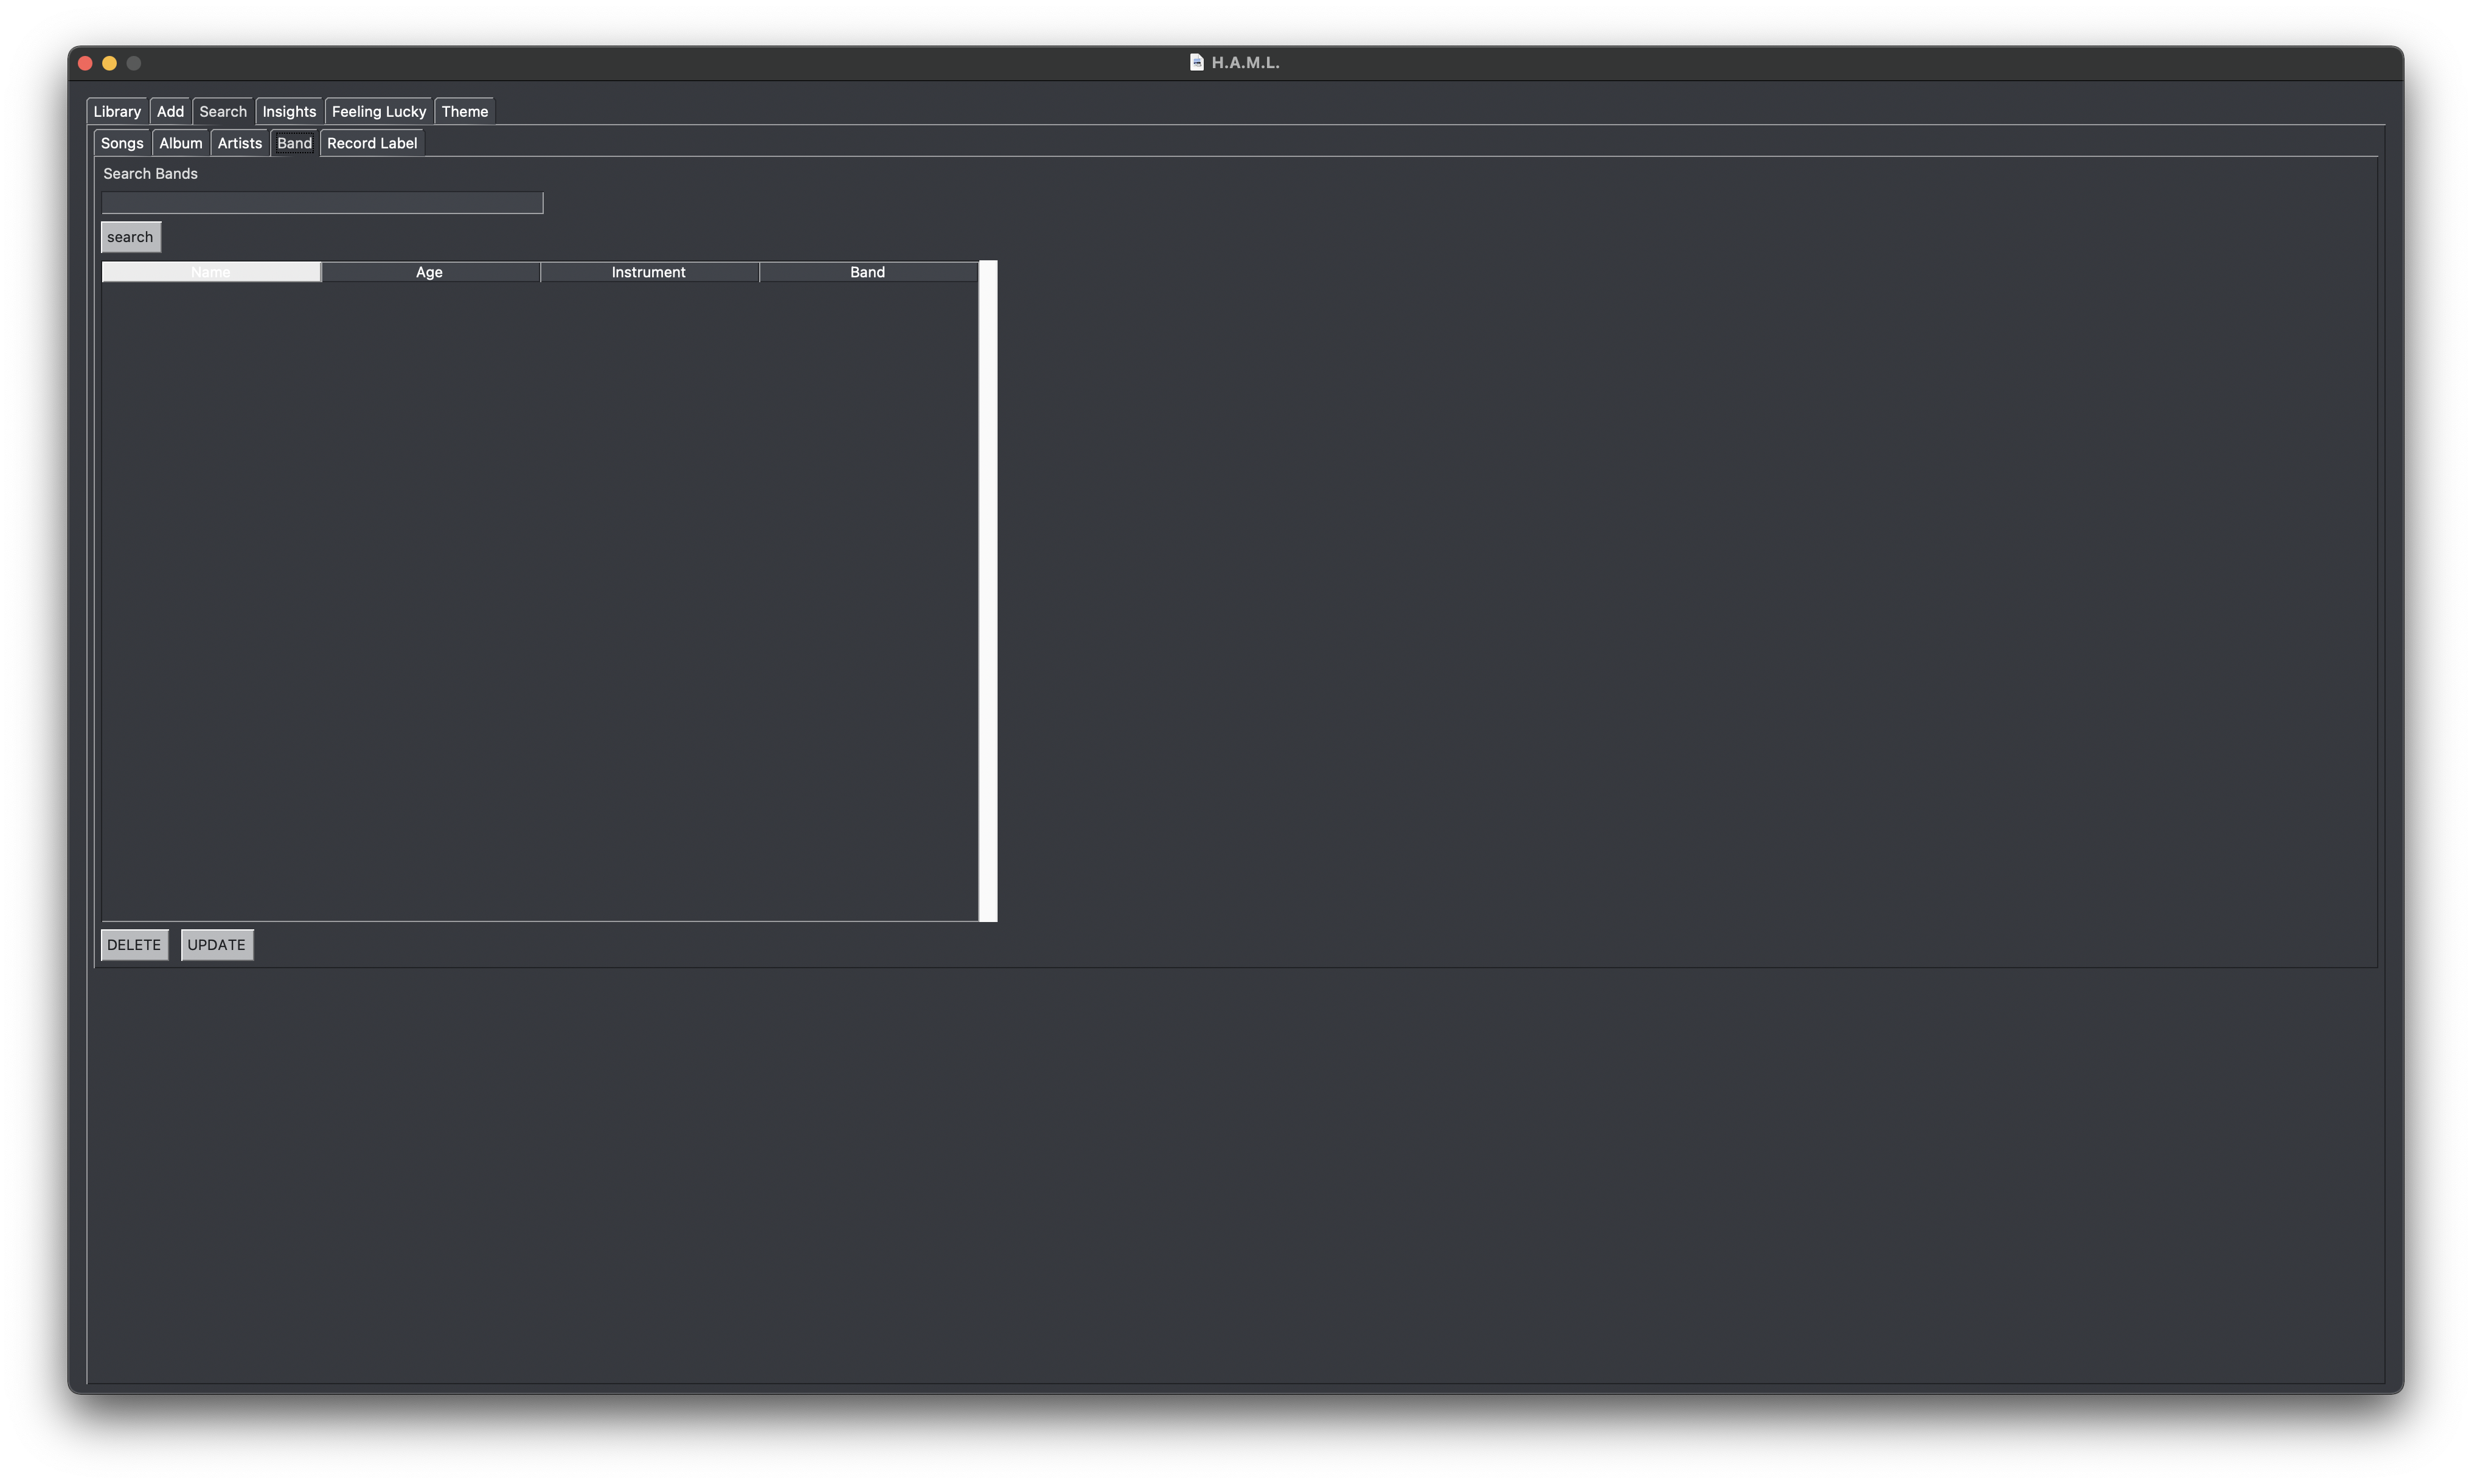 H.A.M.L.
Library Add Search Insights Feeling Lucky Theme
Songs Album Artists Band Record Label
Search Bands
search
Name Age Instrument Band
DELETE UPDATE